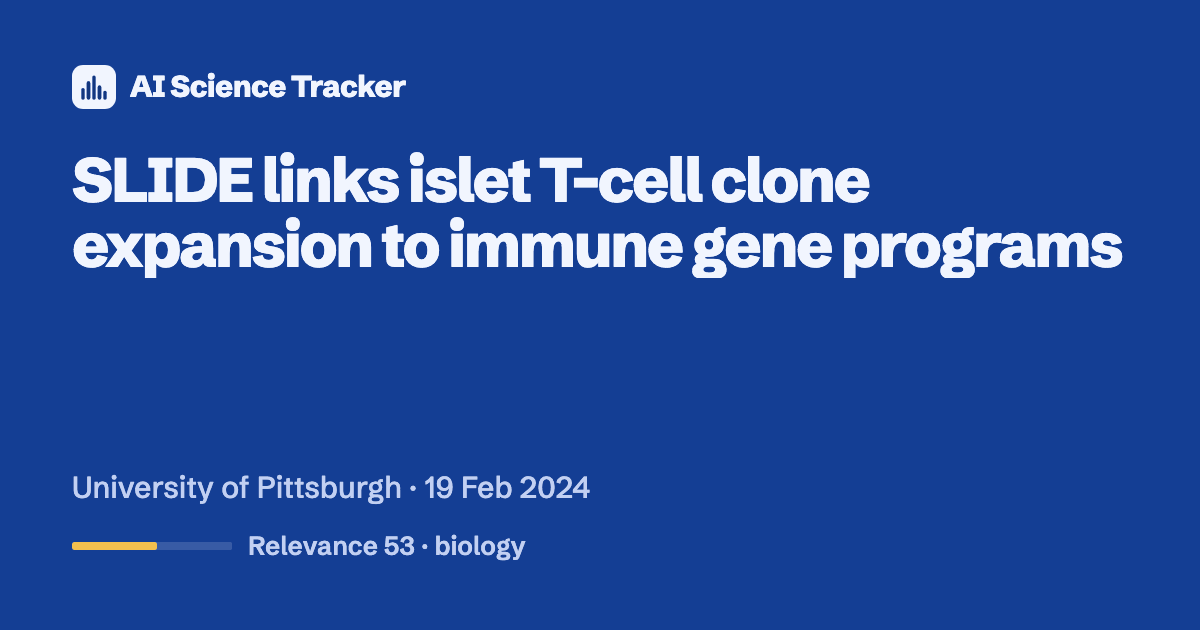 AI Science Tracker
SLIDE links islet T-cell clone
expansion to immune gene programs
University of Pittsburgh · 19 Feb 2024
Relevance 53 · biology